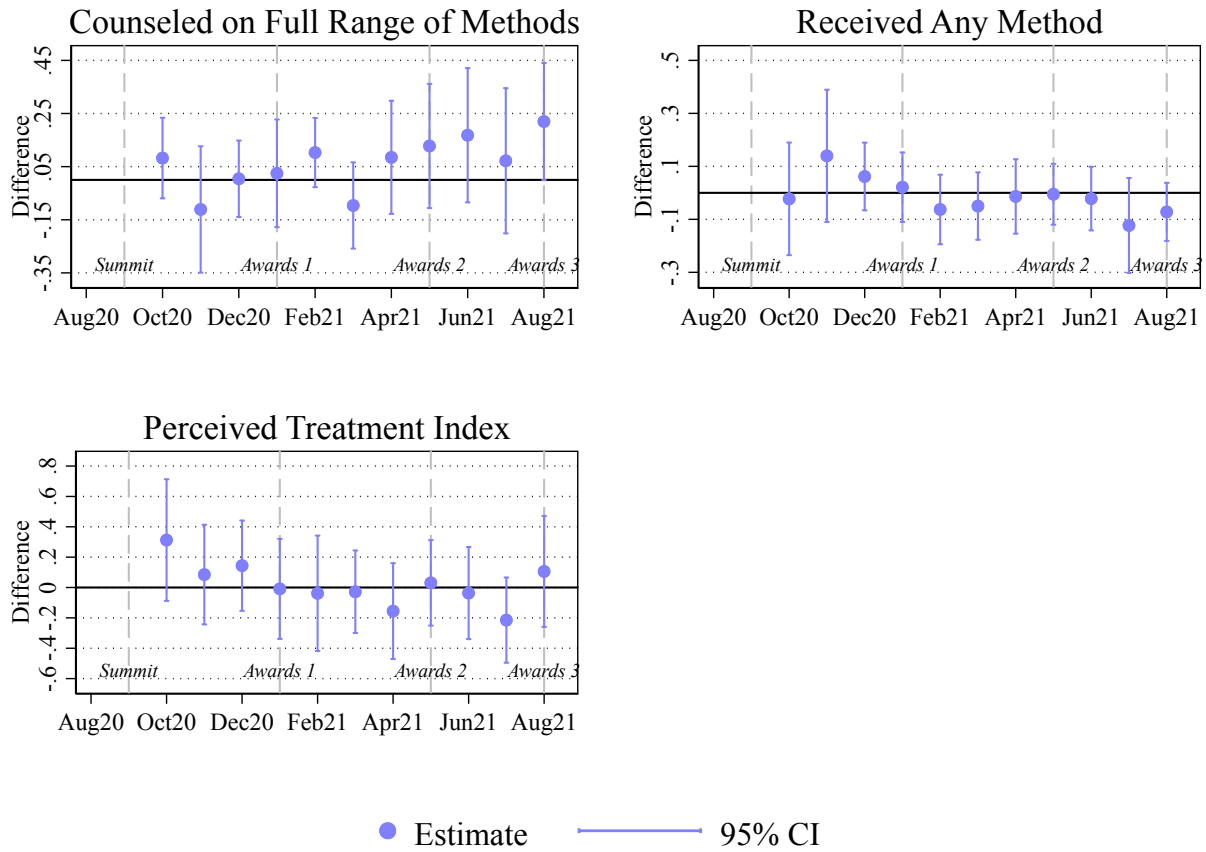 Counseled on Full Range of Methods
Difference
.45
.25
.05
-.15
-.35
Summit
Awards 1
Awards 2
Awards 3
Aug20 Oct20 Dec20 Feb21 Apr21 Jun21 Aug21
Received Any Method
Difference
.5
.3
.1
-.1
-.3
Summit
Awards 1
Awards 2
Awards 3
Aug20 Oct20 Dec20 Feb21 Apr21 Jun21 Aug21
Perceived Treatment Index
Difference
.8
.6
.4
.2
0
-.2
-.4
-.6
Summit
Awards 1
Awards 2
Awards 3
Aug20 Oct20 Dec20 Feb21 Apr21 Jun21 Aug21
Estimate
95% CI